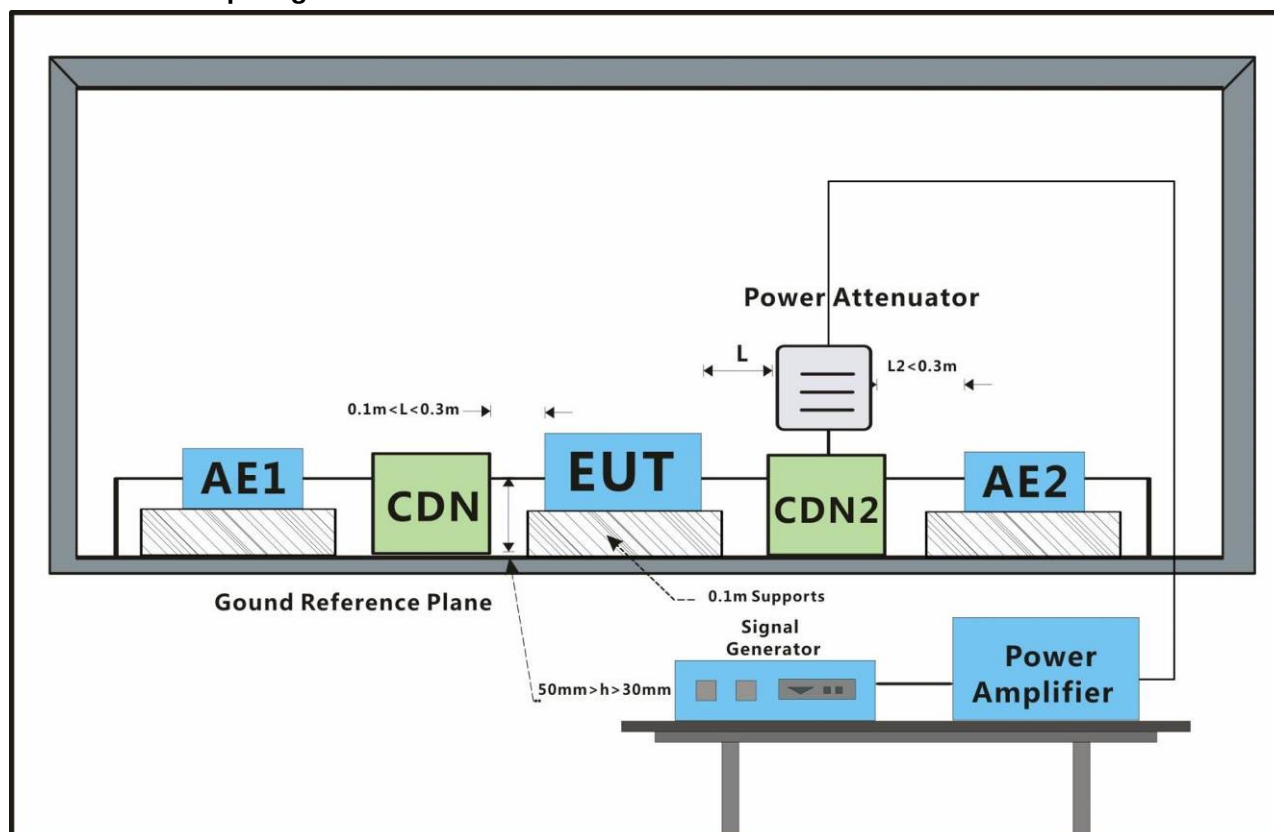 Power Attenuator
L
L2<0.3m
0.1m<L<0.3m
AE1
CDN
EUT
CDN2
AE2
Gound Reference Plane
0.1m Supports
Signal
Generator
50mm>h>30mm
Power
Amplifier